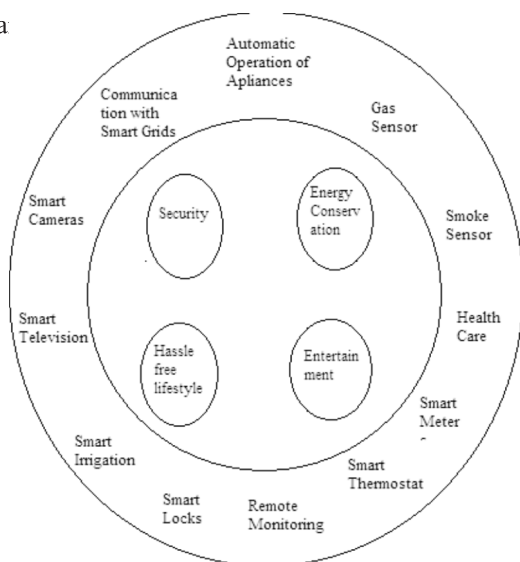 a
Automatic
Operation of
Apliances
Communica
tion with
Smart Grids
Gas
Sensor
Smart
Cameras
Security
Energy
Conserv
ation
Smoke
Sensor
Smart
Television
Health
Care
Hassle
free
lifestyle
Entertain
ment
Smart
Meter
Smart
Irrigation
Smart
Thermostat
Smart
Locks
Remote
Monitoring